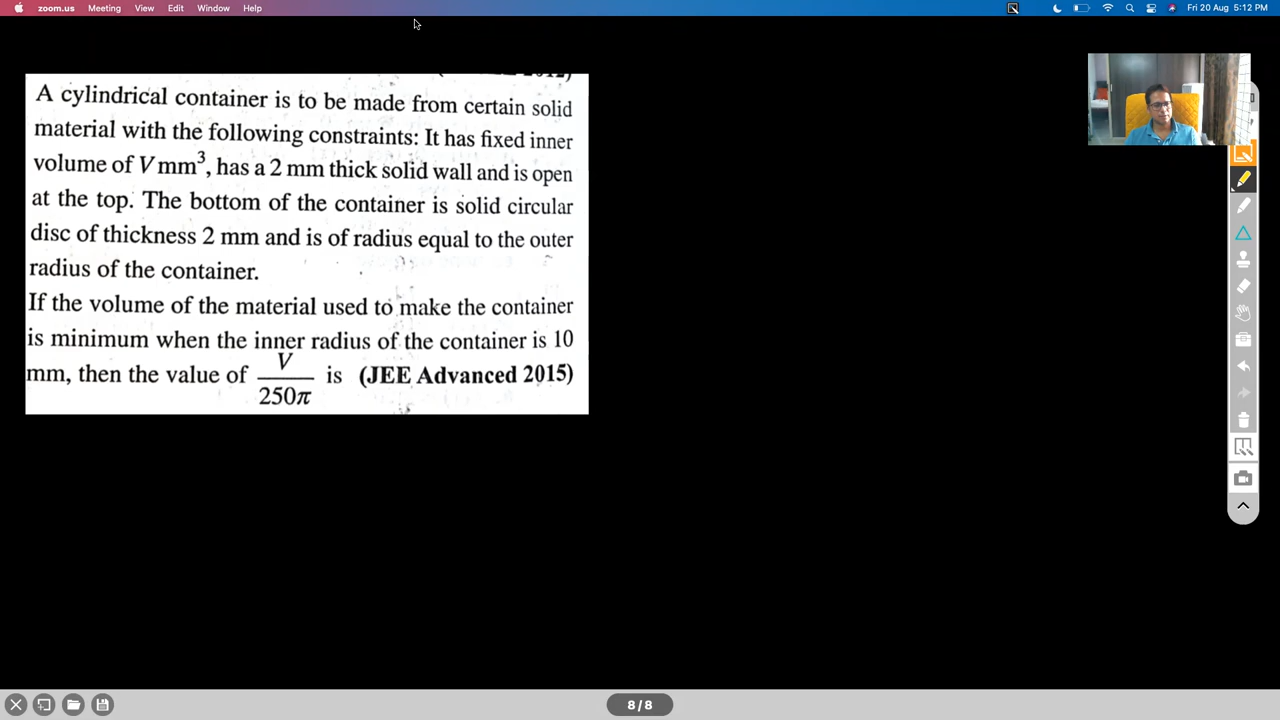 zoom.us Meeting View Edit Window Help Fri 20 Aug 5:12 PM
A cylindrical container is to be made from certain solid
material with the following constraints: It has fixed inner
volume of V mm³, has a 2 mm thick solid wall and is open
at the top. The bottom of the container is solid circular
disc of thickness 2 mm and is of radius equal to the outer
radius of the container.
If the volume of the material used to make the container
is minimum when the inner radius of the container is 10
mm, then the value of V/250π is (JEE Advanced 2015)
8/8